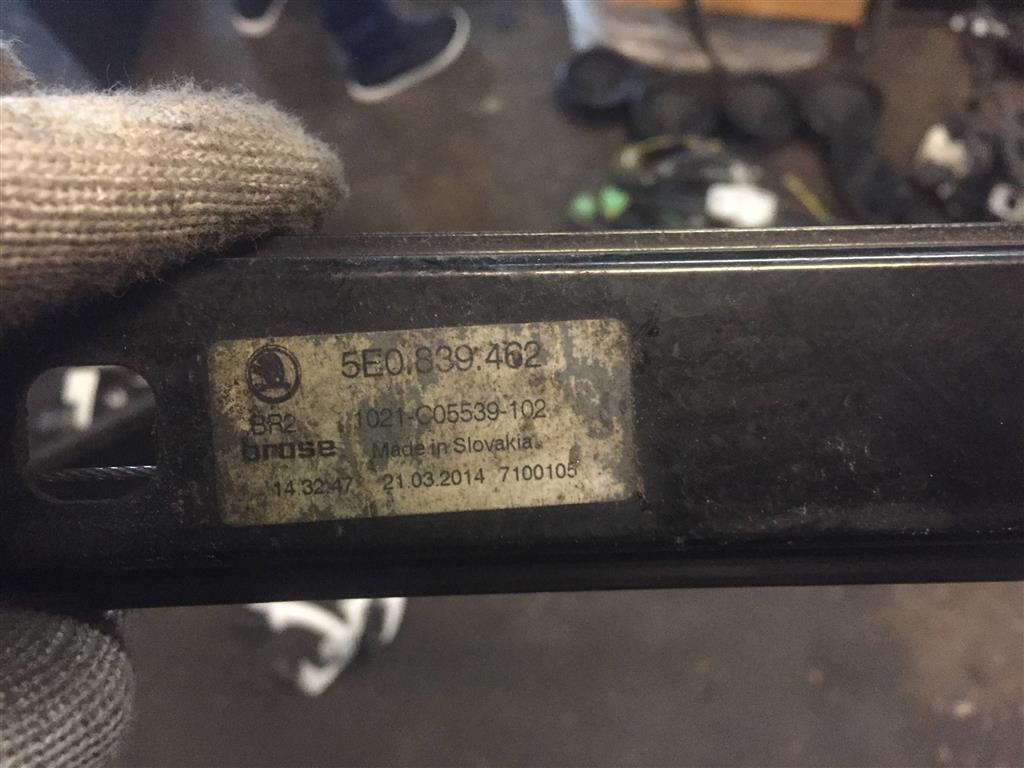 5E0.839.462
BR2 1021-C05539-102
brose Made in Slovakia
14:32:47 21.03.2014 7100105